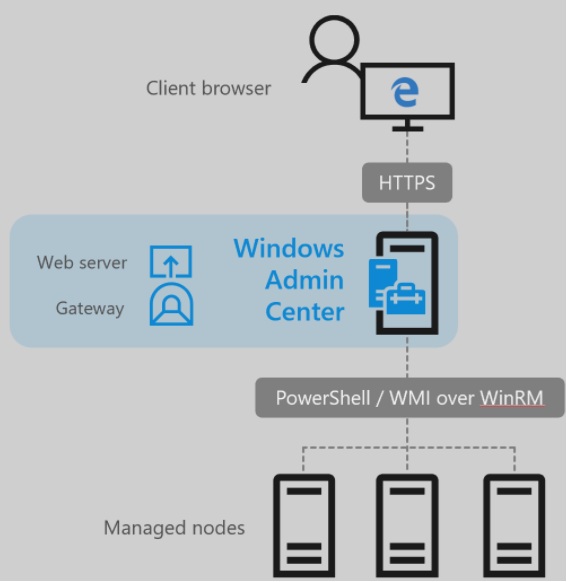 Client browser
HTTPS
Web server
Gateway
Windows
Admin
Center
PowerShell / WMI over WinRM
Managed nodes